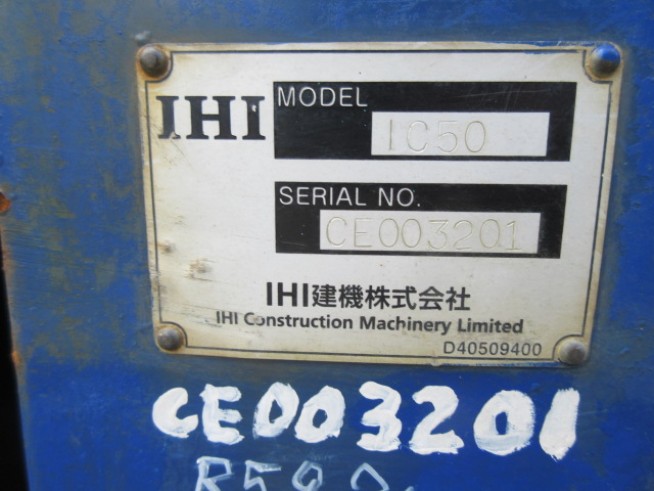 IHI
MODEL
IC50
SERIAL NO.
CE003201
IHI建機株式会社
IHI Construction Machinery Limited
D40509400
CE003201